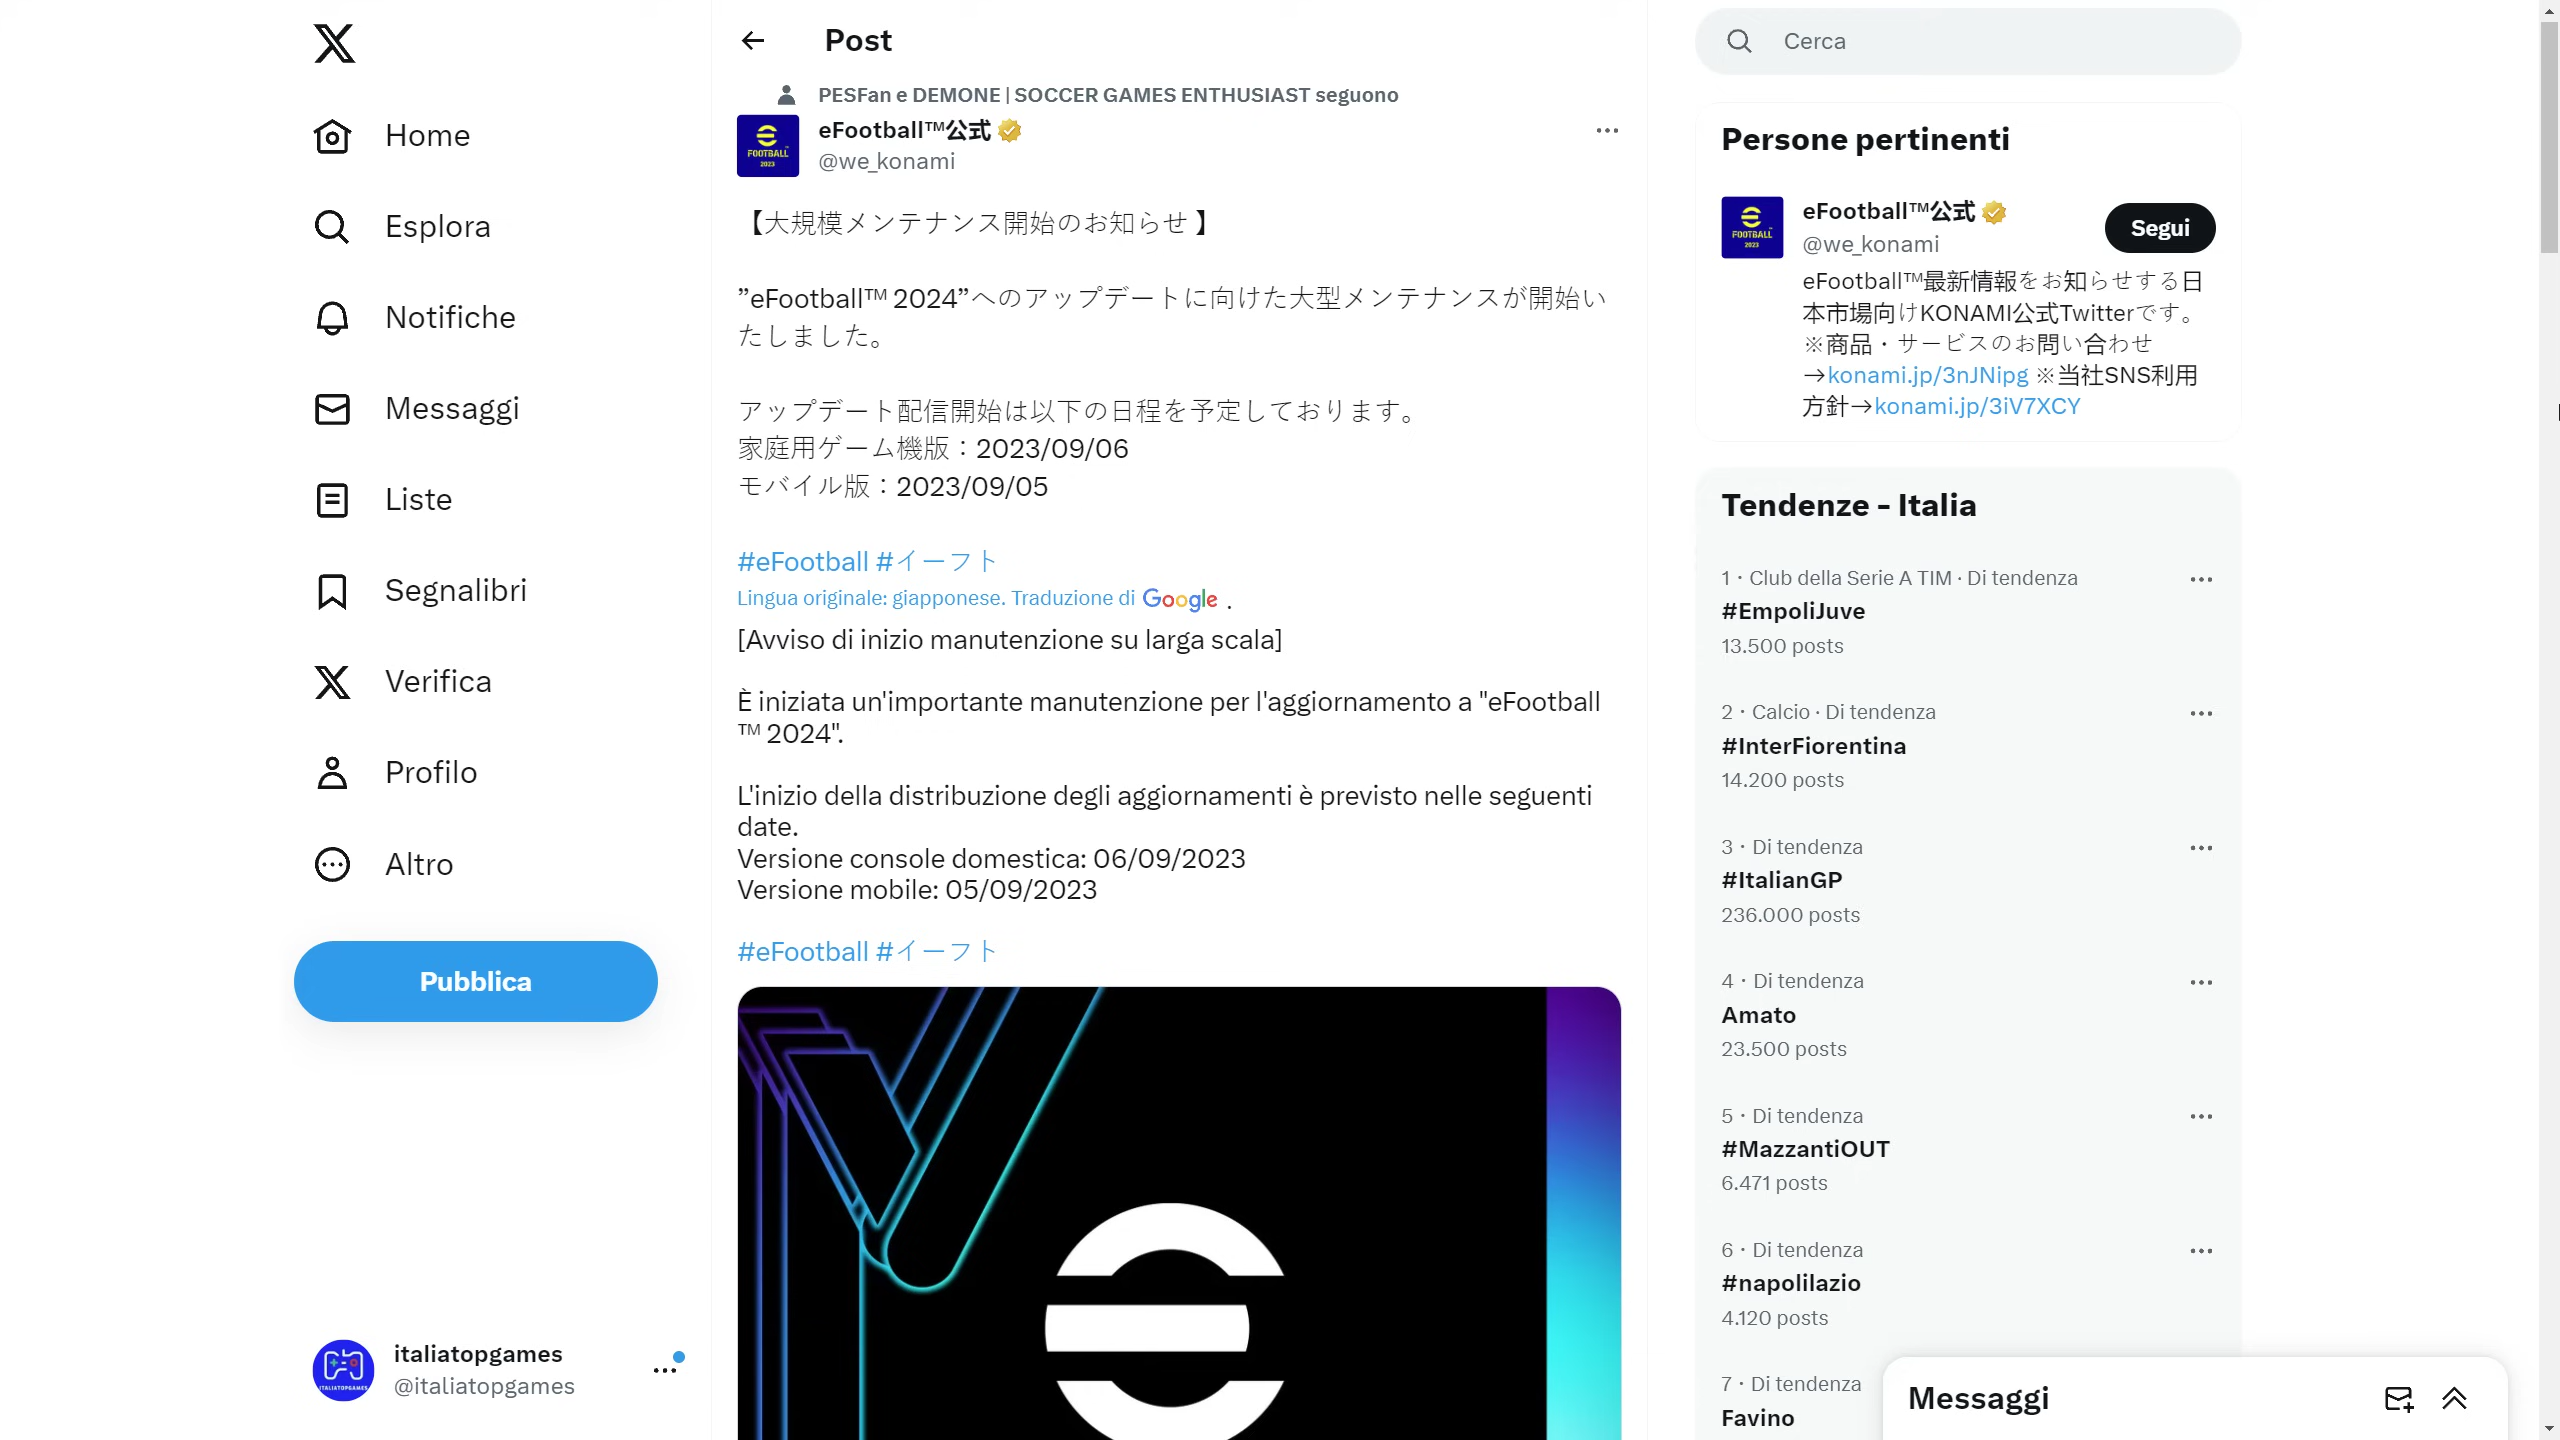 Home
Esplora
Notifiche
Messaggi
Liste
Segnalibri
Verifica
Profilo
Altro
Pubblica
italiatopgames
@italiatopgames
Post
PESFan e DEMONE | SOCCER GAMES ENTHUSIAST seguono
eFootball™公式
@we_konami
【大規模メンテナンス開始のお知らせ 】
”eFootball™ 2024”へのアップデートに向けた大型メンテナンスが開始い
たしました。
アップデート配信開始は以下の日程を予定しております。
家庭用ゲーム機版：2023/09/06
モバイル版：2023/09/05
#eFootball #イーフト
Lingua originale: giapponese. Traduzione di Google .
[Avviso di inizio manutenzione su larga scala]
È iniziata un'importante manutenzione per l'aggiornamento a "eFootball
™ 2024".
L'inizio della distribuzione degli aggiornamenti è previsto nelle seguenti
date.
Versione console domestica: 06/09/2023
Versione mobile: 05/09/2023
#eFootball #イーフト
Cerca
Persone pertinenti
FOOTBALL
2023
eFootball™公式
@we_konami
Segui
eFootball™最新情報をお知らせする日
本市場向けKONAMI公式Twitterです。
※商品・サービスのお問い合わせ
→konami.jp/3nJNipg ※当社SNS利用
方針→konami.jp/3iV7XCY
Tendenze - Italia
1 · Club della Serie A TIM · Di tendenza
#EmpoliJuve
13.500 posts
2 · Calcio · Di tendenza
#InterFiorentina
14.200 posts
3 · Di tendenza
#ItalianGP
236.000 posts
4 · Di tendenza
Amato
23.500 posts
5 · Di tendenza
#MazzantiOUT
6.471 posts
6 · Di tendenza
#napolilazio
4.120 posts
7 · Di tendenza
Favino
Messaggi